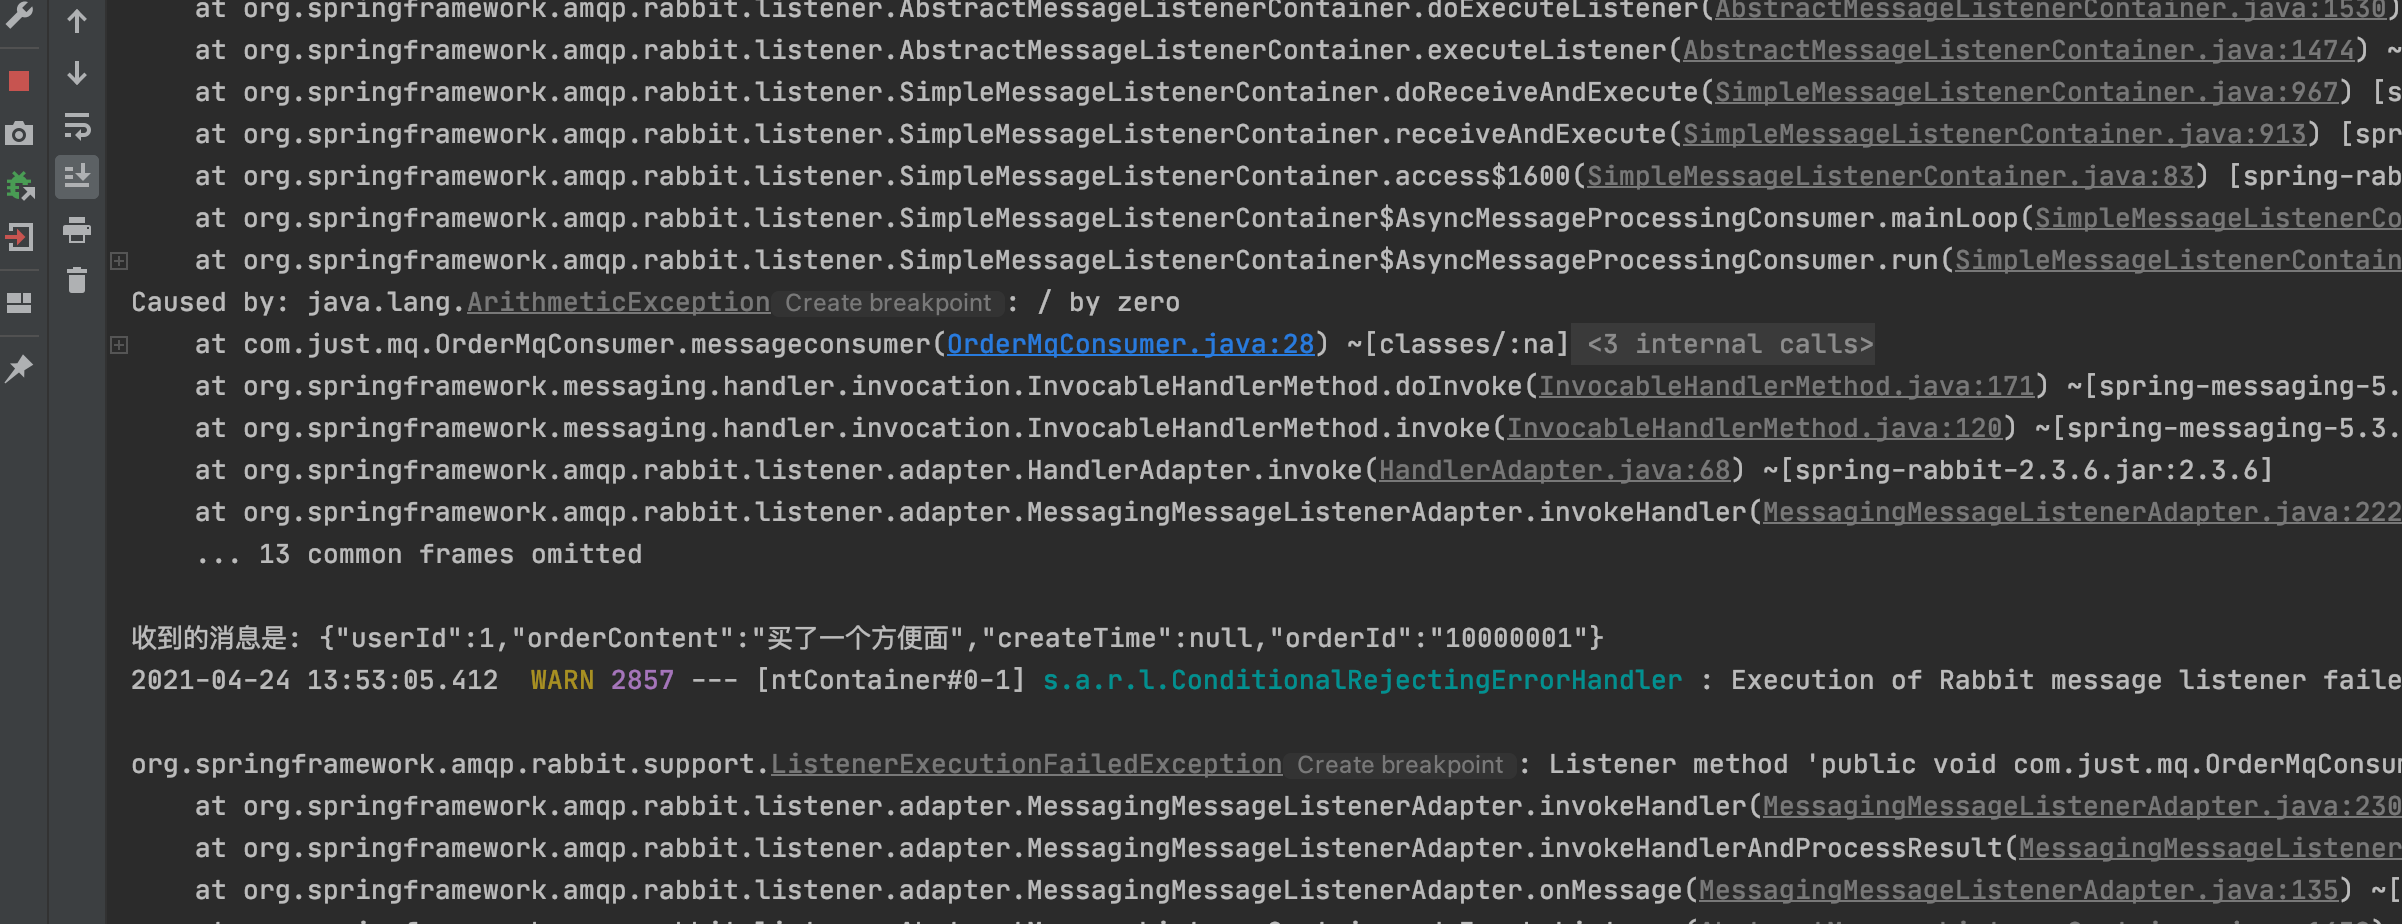 at org.springframework.amqp.rabbit.listener.AbstractMessageListenerContainer.doExecuteListener(AbstractMessageListenerContainer.java:1530)
at org.springframework.amqp.rabbit.listener.AbstractMessageListenerContainer.executeListener(AbstractMessageListenerContainer.java:1474) ~
at org.springframework.amqp.rabbit.listener.SimpleMessageListenerContainer.doReceiveAndExecute(SimpleMessageListenerContainer.java:967) [s
at org.springframework.amqp.rabbit.listener.SimpleMessageListenerContainer.receiveAndExecute(SimpleMessageListenerContainer.java:913) [spr
at org.springframework.amqp.rabbit.listener.SimpleMessageListenerContainer.access$1600(SimpleMessageListenerContainer.java:83) [spring-rab
at org.springframework.amqp.rabbit.listener.SimpleMessageListenerContainer$AsyncMessageProcessingConsumer.mainLoop(SimpleMessageListenerCo
at org.springframework.amqp.rabbit.listener.SimpleMessageListenerContainer$AsyncMessageProcessingConsumer.run(SimpleMessageListenerContain
Caused by: java.lang.ArithmeticException Create breakpoint : / by zero
at com.just.mq.OrderMqConsumer.messageconsumer(OrderMqConsumer.java:28) ~[classes/:na] <3 internal calls>
at org.springframework.messaging.handler.invocation.InvocableHandlerMethod.doInvoke(InvocableHandlerMethod.java:171) ~[spring-messaging-5.
at org.springframework.messaging.handler.invocation.InvocableHandlerMethod.invoke(InvocableHandlerMethod.java:120) ~[spring-messaging-5.3.
at org.springframework.amqp.rabbit.listener.adapter.HandlerAdapter.invoke(HandlerAdapter.java:68) ~[spring-rabbit-2.3.6.jar:2.3.6]
at org.springframework.amqp.rabbit.listener.adapter.MessagingMessageListenerAdapter.invokeHandler(MessagingMessageListenerAdapter.java:222
... 13 common frames omitted
收到的消息是: {"userId":1,"orderContent":"买了一个方便面","createTime":null,"orderId":"10000001"}
2021-04-24 13:53:05.412  WARN 2857 --- [ntContainer#0-1] s.a.r.l.ConditionalRejectingErrorHandler : Execution of Rabbit message listener faile
org.springframework.amqp.rabbit.support.ListenerExecutionFailedException Create breakpoint : Listener method 'public void com.just.mq.OrderMqConsum
at org.springframework.amqp.rabbit.listener.adapter.MessagingMessageListenerAdapter.invokeHandler(MessagingMessageListenerAdapter.java:230
at org.springframework.amqp.rabbit.listener.adapter.MessagingMessageListenerAdapter.invokeHandlerAndProcessResult(MessagingMessageListener
at org.springframework.amqp.rabbit.listener.adapter.MessagingMessageListenerAdapter.onMessage(MessagingMessageListenerAdapter.java:135) ~[